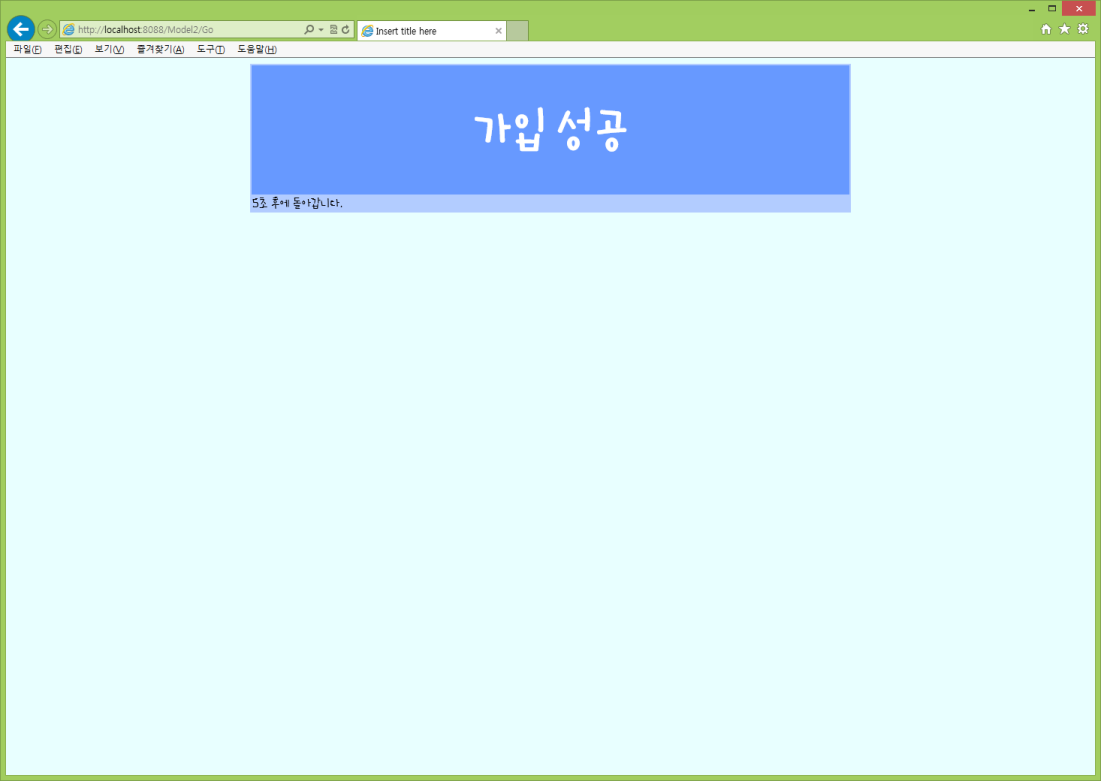 http://localhost:8088/Model2/Go
Insert title here
파일(F) 편집(E) 보기(V) 즐겨찾기(A) 도구(T) 도움말(H)
가입 성공
5초 후에 돌아갑니다.